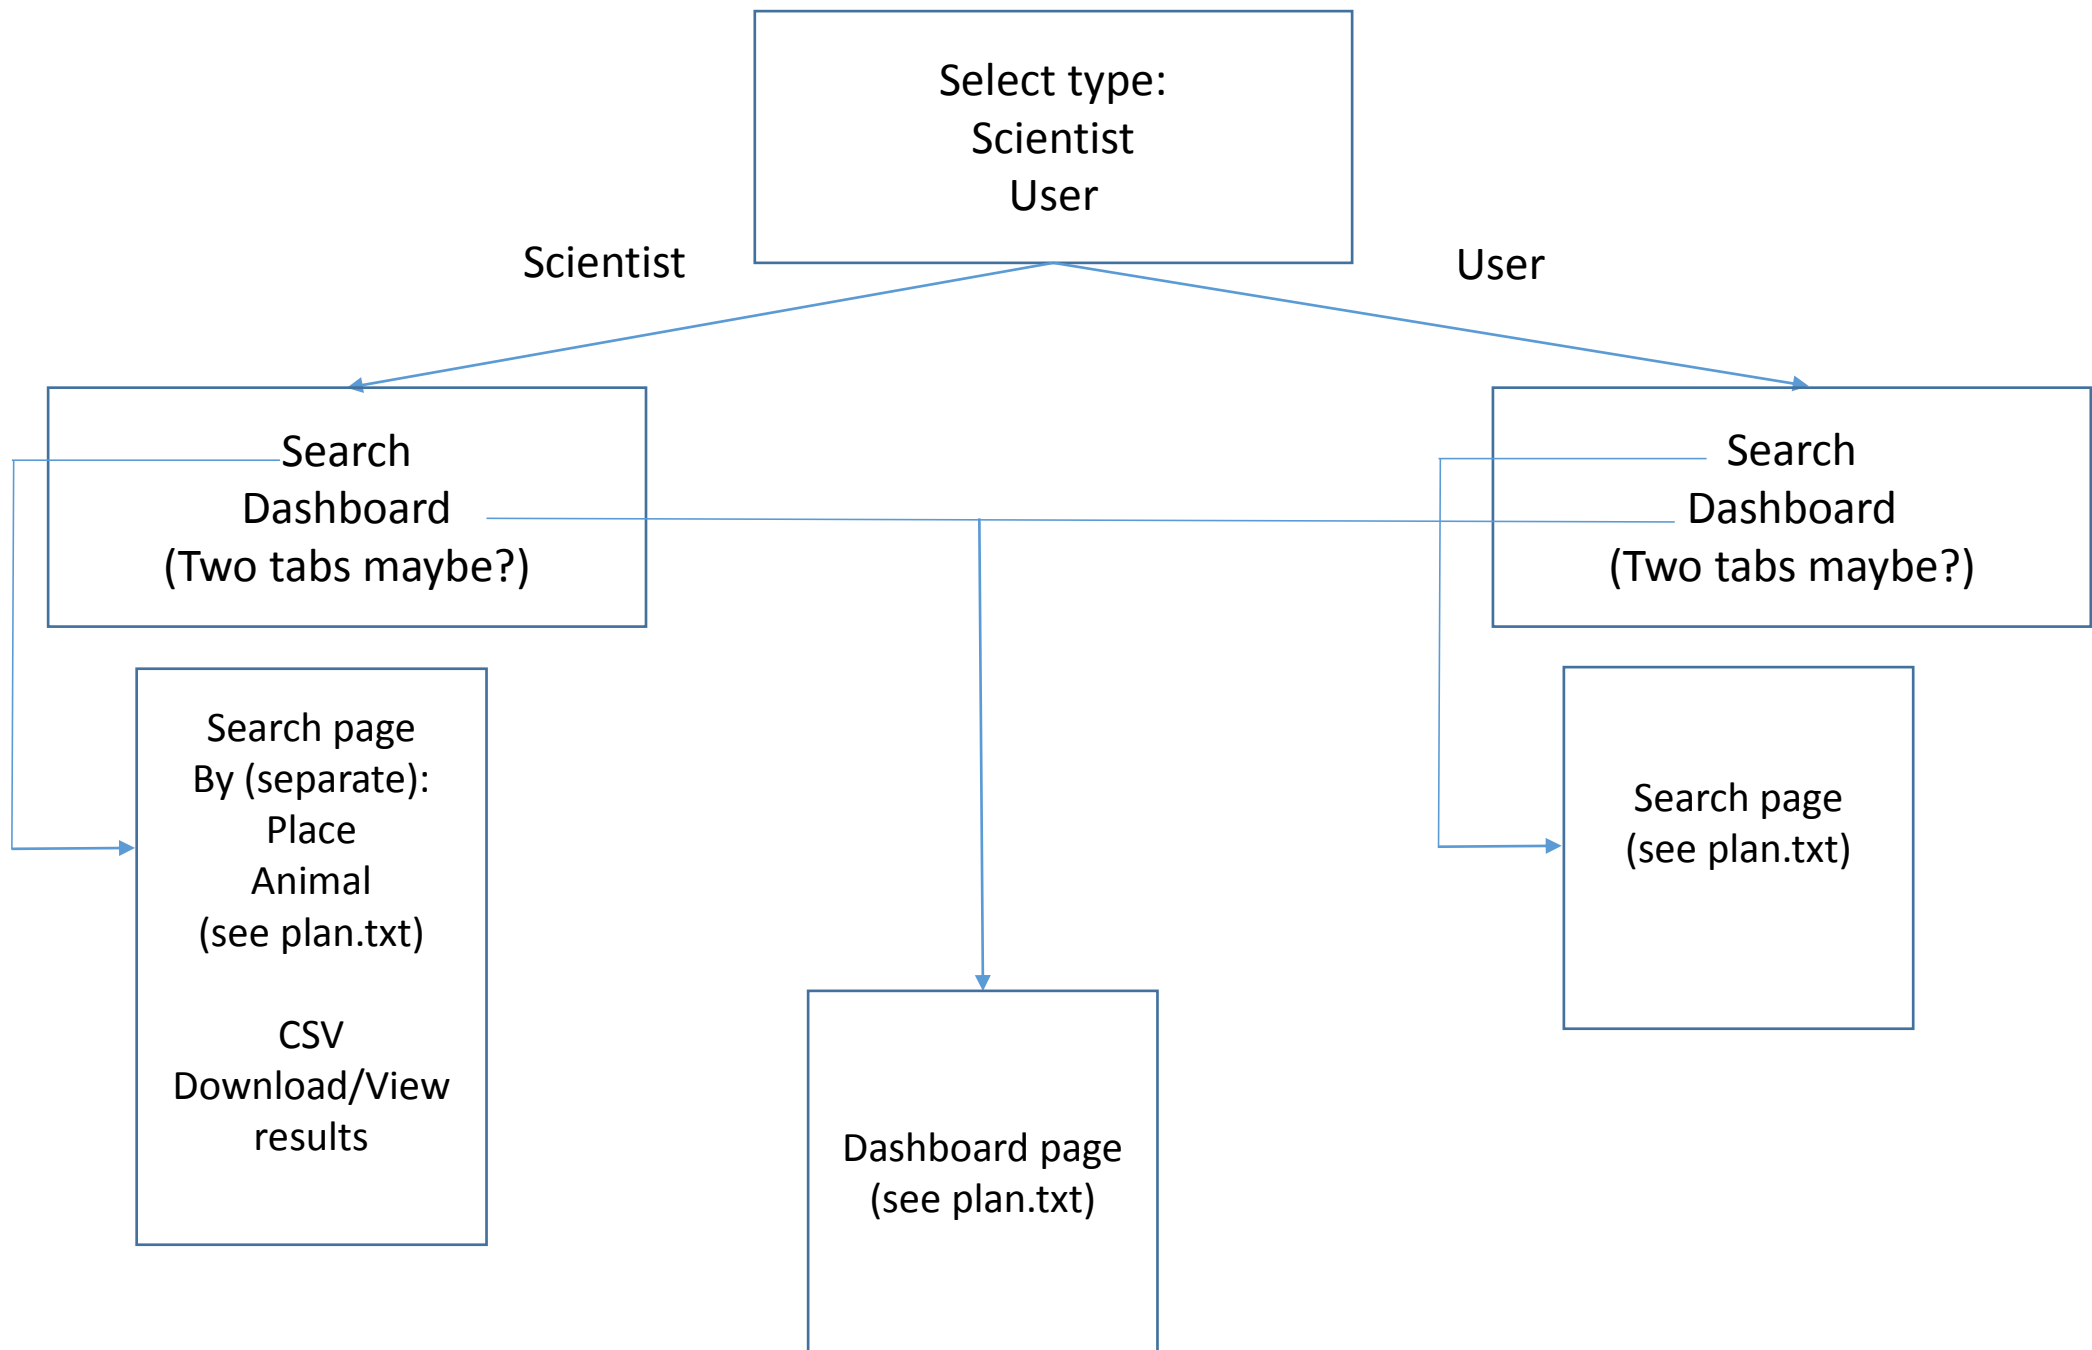 Select type:
Scientist
User
Scientist
User
Search
Dashboard
(Two tabs maybe?)
Search
Dashboard
(Two tabs maybe?)
Search page
By (separate):
Place
Animal
(see plan.txt)
CSV
Download/View
results
Search page
(see plan.txt)
Dashboard page
(see plan.txt)